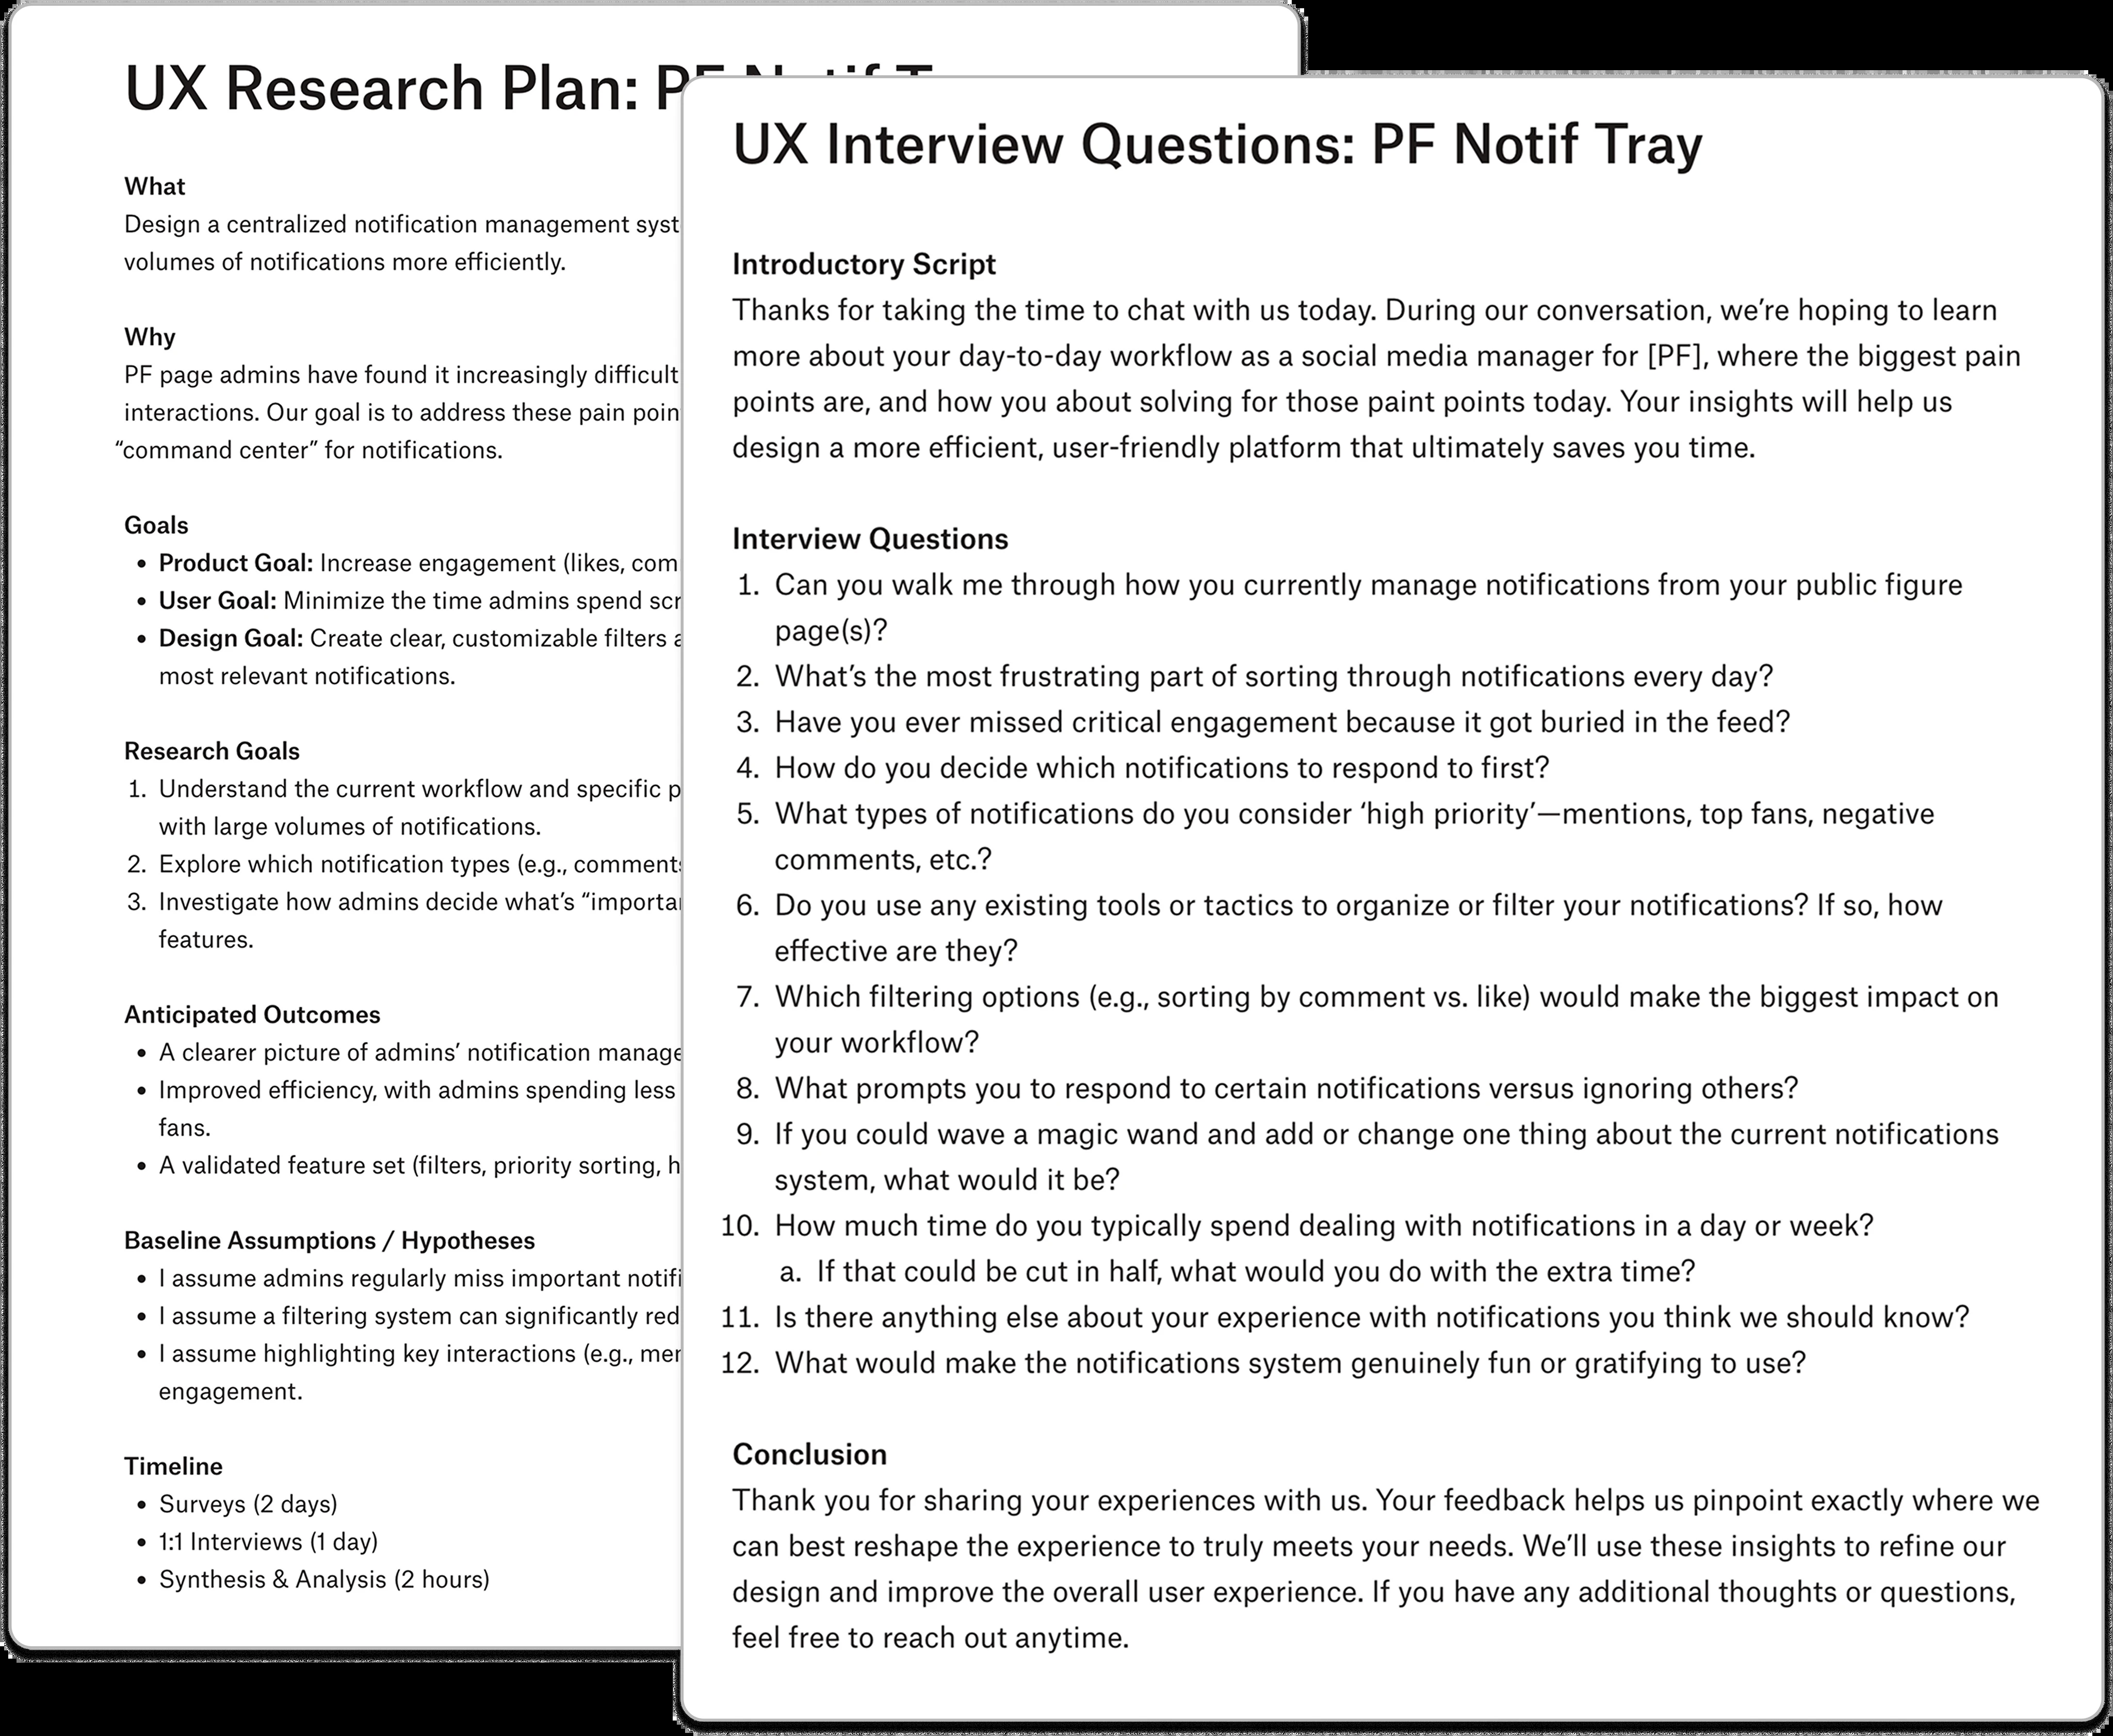 UX Research Plan: PF Notif T
What
Design a centralized notification management syst
volumes of notifications more efficiently.
Why
PF page admins have found it increasingly difficult
interactions. Our goal is to address these pain poin
“command center” for notifications.
Goals
• Product Goal: Increase engagement (likes, com
• User Goal: Minimize the time admins spend scr
• Design Goal: Create clear, customizable filters a
most relevant notifications.
Research Goals
1. Understand the current workflow and specific p
with large volumes of notifications.
2. Explore which notification types (e.g., comments
3. Investigate how admins decide what’s “importan
features.
Anticipated Outcomes
• A clearer picture of admins’ notification manage
• Improved efficiency, with admins spending less
fans.
• A validated feature set (filters, priority sorting, h
Baseline Assumptions / Hypotheses
• I assume admins regularly miss important notifi
• I assume a filtering system can significantly red
• I assume highlighting key interactions (e.g., men
engagement.
Timeline
• Surveys (2 days)
• 1:1 Interviews (1 day)
• Synthesis & Analysis (2 hours)
UX Interview Questions: PF Notif Tray
Introductory Script
Thanks for taking the time to chat with us today. During our conversation, we’re hoping to learn
more about your day-to-day workflow as a social media manager for [PF], where the biggest pain
points are, and how you about solving for those paint points today. Your insights will help us
design a more efficient, user-friendly platform that ultimately saves you time.
Interview Questions
1. Can you walk me through how you currently manage notifications from your public figure
page(s)?
2. What’s the most frustrating part of sorting through notifications every day?
3. Have you ever missed critical engagement because it got buried in the feed?
4. How do you decide which notifications to respond to first?
5. What types of notifications do you consider ‘high priority’—mentions, top fans, negative
comments, etc.?
6. Do you use any existing tools or tactics to organize or filter your notifications? If so, how
effective are they?
7. Which filtering options (e.g., sorting by comment vs. like) would make the biggest impact on
your workflow?
8. What prompts you to respond to certain notifications versus ignoring others?
9. If you could wave a magic wand and add or change one thing about the current notifications
system, what would it be?
10. How much time do you typically spend dealing with notifications in a day or week?
a. If that could be cut in half, what would you do with the extra time?
11. Is there anything else about your experience with notifications you think we should know?
12. What would make the notifications system genuinely fun or gratifying to use?
Conclusion
Thank you for sharing your experiences with us. Your feedback helps us pinpoint exactly where we
can best reshape the experience to truly meets your needs. We’ll use these insights to refine our
design and improve the overall user experience. If you have any additional thoughts or questions,
feel free to reach out anytime.